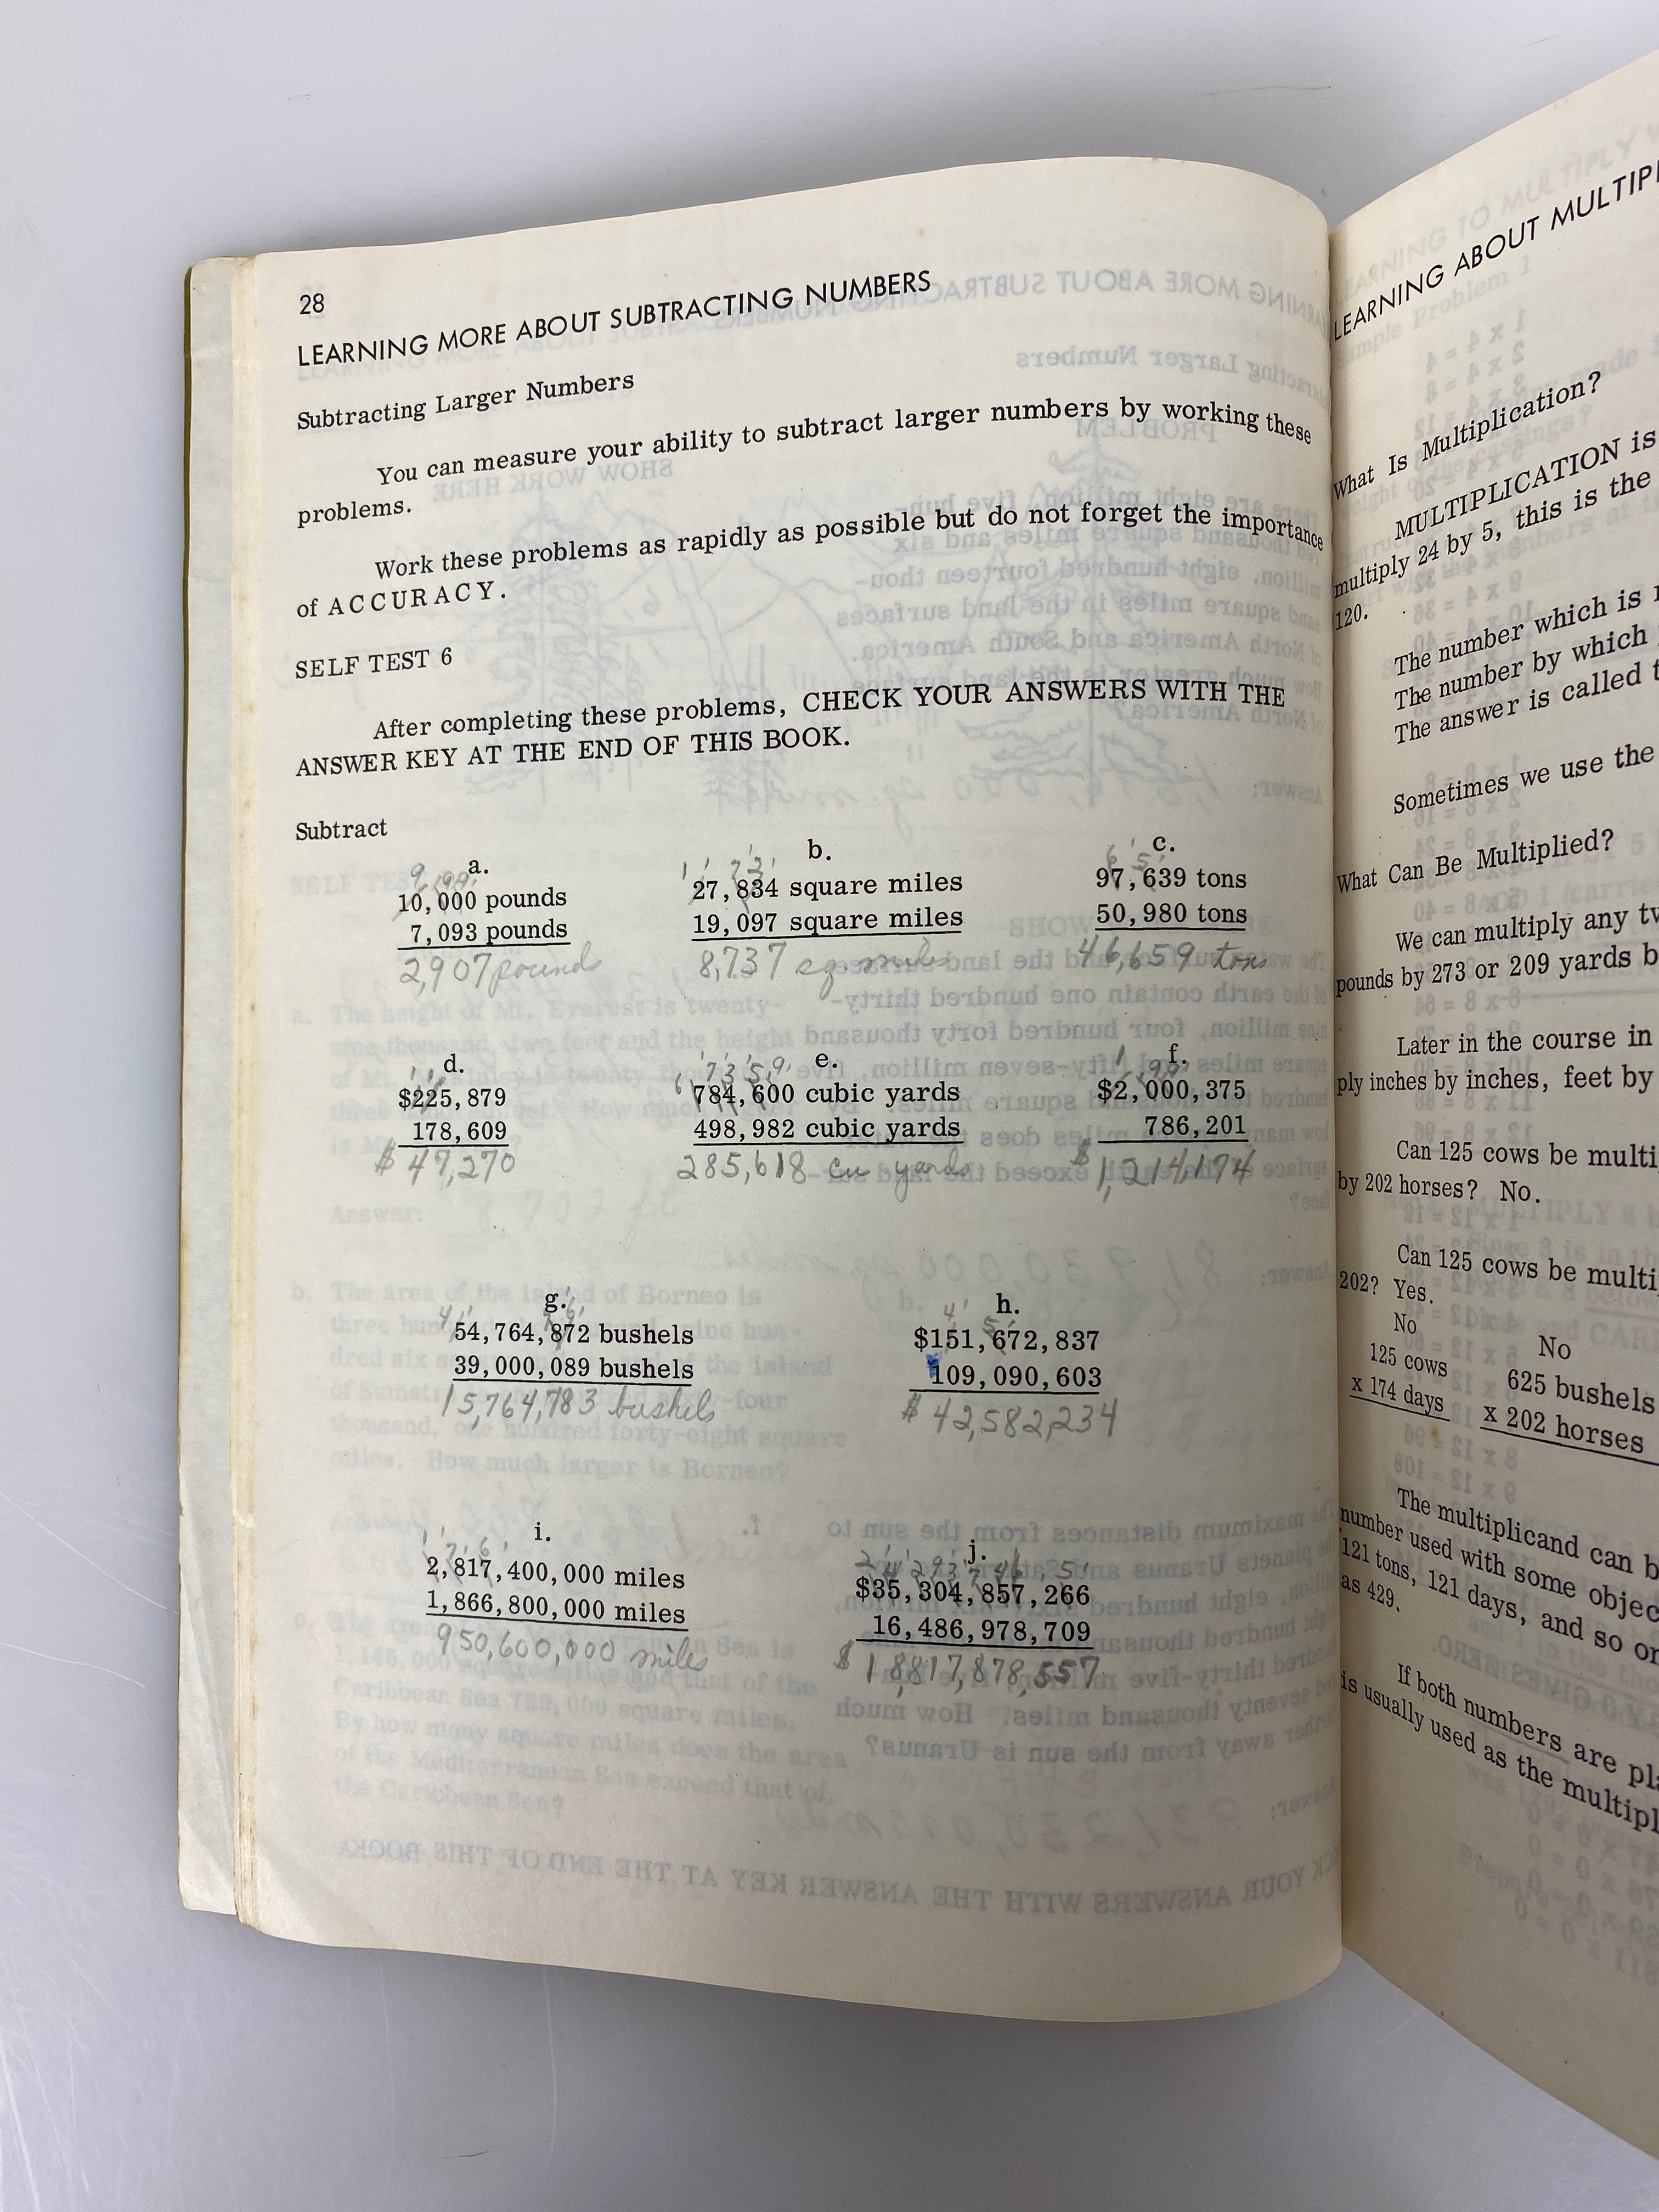 28
LEARNING MORE ABOUT SUBTRACTING NUMBERS
Subtracting Larger Numbers
You can measure your ability to subtract larger numbers by working these
problems.
Work these problems as rapidly as possible but do not forget the importance
of ACCURACY.
SELF TEST 6
After completing these problems, CHECK YOUR ANSWERS WITH THE
ANSWER KEY AT THE END OF THIS BOOK.
Subtract
a. b. c.
10,000 pounds 27,834 square miles 97,639 tons
7,093 pounds 19,097 square miles 50,980 tons
2,907 pounds 8,737 sq. miles 46,659 tons
d. e. f.
$225,879 784,600 cubic yards $2,000,375
178,609 498,982 cubic yards 786,201
$ 47,270 285,618 cu yards $ 1,214,174
g. h.
54,764,872 bushels $151,672,837
39,000,089 bushels 109,090,603
15,764,783 bushels $ 42,582,234
i. j.
2,817,400,000 miles $35,304,857,266
1,866,800,000 miles 16,486,978,709
950,600,000 miles $ 18,817,878,557
LEARNING ABOUT
What Is Multiplication?
MULTIPLICATION is
multiply 24 by 5, this is the
120.
The number which is
The number by which
The answer is called
Sometimes we use the
What Can Be Multiplied?
We can multiply any
pounds by 273 or 209 yards
Later in the course in
ply inches by inches, feet by
Can 125 cows be
by 202 horses? No.
Can 125 cows be
202? Yes.
No No
125 cows 625 bushels
x 174 days x 202 horses
The multiplicand can
number used with some
121 tons, 121 days, and so
as 429.
If both numbers are
is usually used as the